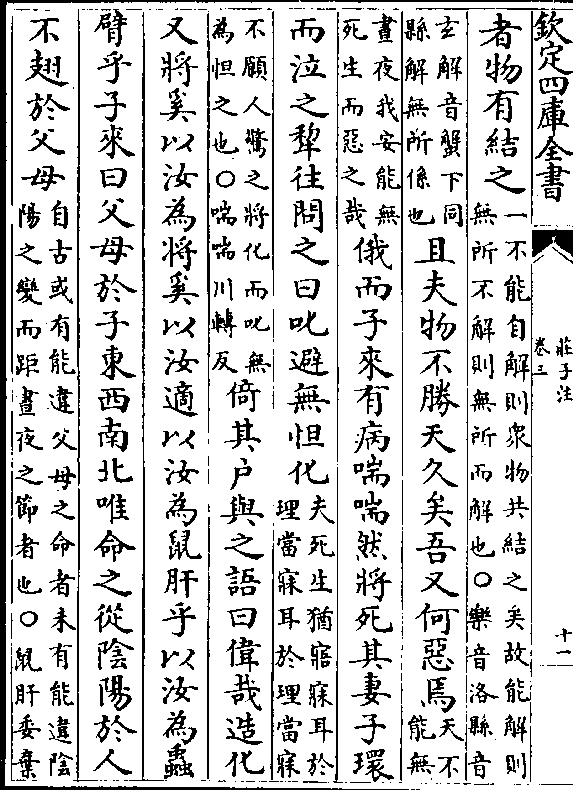 欽定四庫全書
莊子注
卷三
十一
者物有結之
一不能自解則衆物共結之矣故能解則
無所不解則無所而解也○樂音洛縣音
玄解音蟹下同
縣解無所係也
且夫物不勝天久矣吾又何惡焉
天不
能無
晝夜我安能無
死生而惡之哉
俄而子來有病喘喘然將死其妻子環
而泣之犂往問之曰叱避無怛化
夫死生猶寤寐耳於
理當寐耳於理當寐
不願人驚之將化而叱無
為怛之也○喘喘川轉反
倚其户與之語曰偉哉造化
又將奚以汝為將奚以汝適以汝為鼠肝乎以汝為蟲
臂乎子來曰父母於子東西南北唯命之從陰陽於人
不翅於父母
自古或有能違父母之命者未有能違陰
陽之變而距晝夜之節者也○鼠肝委棄